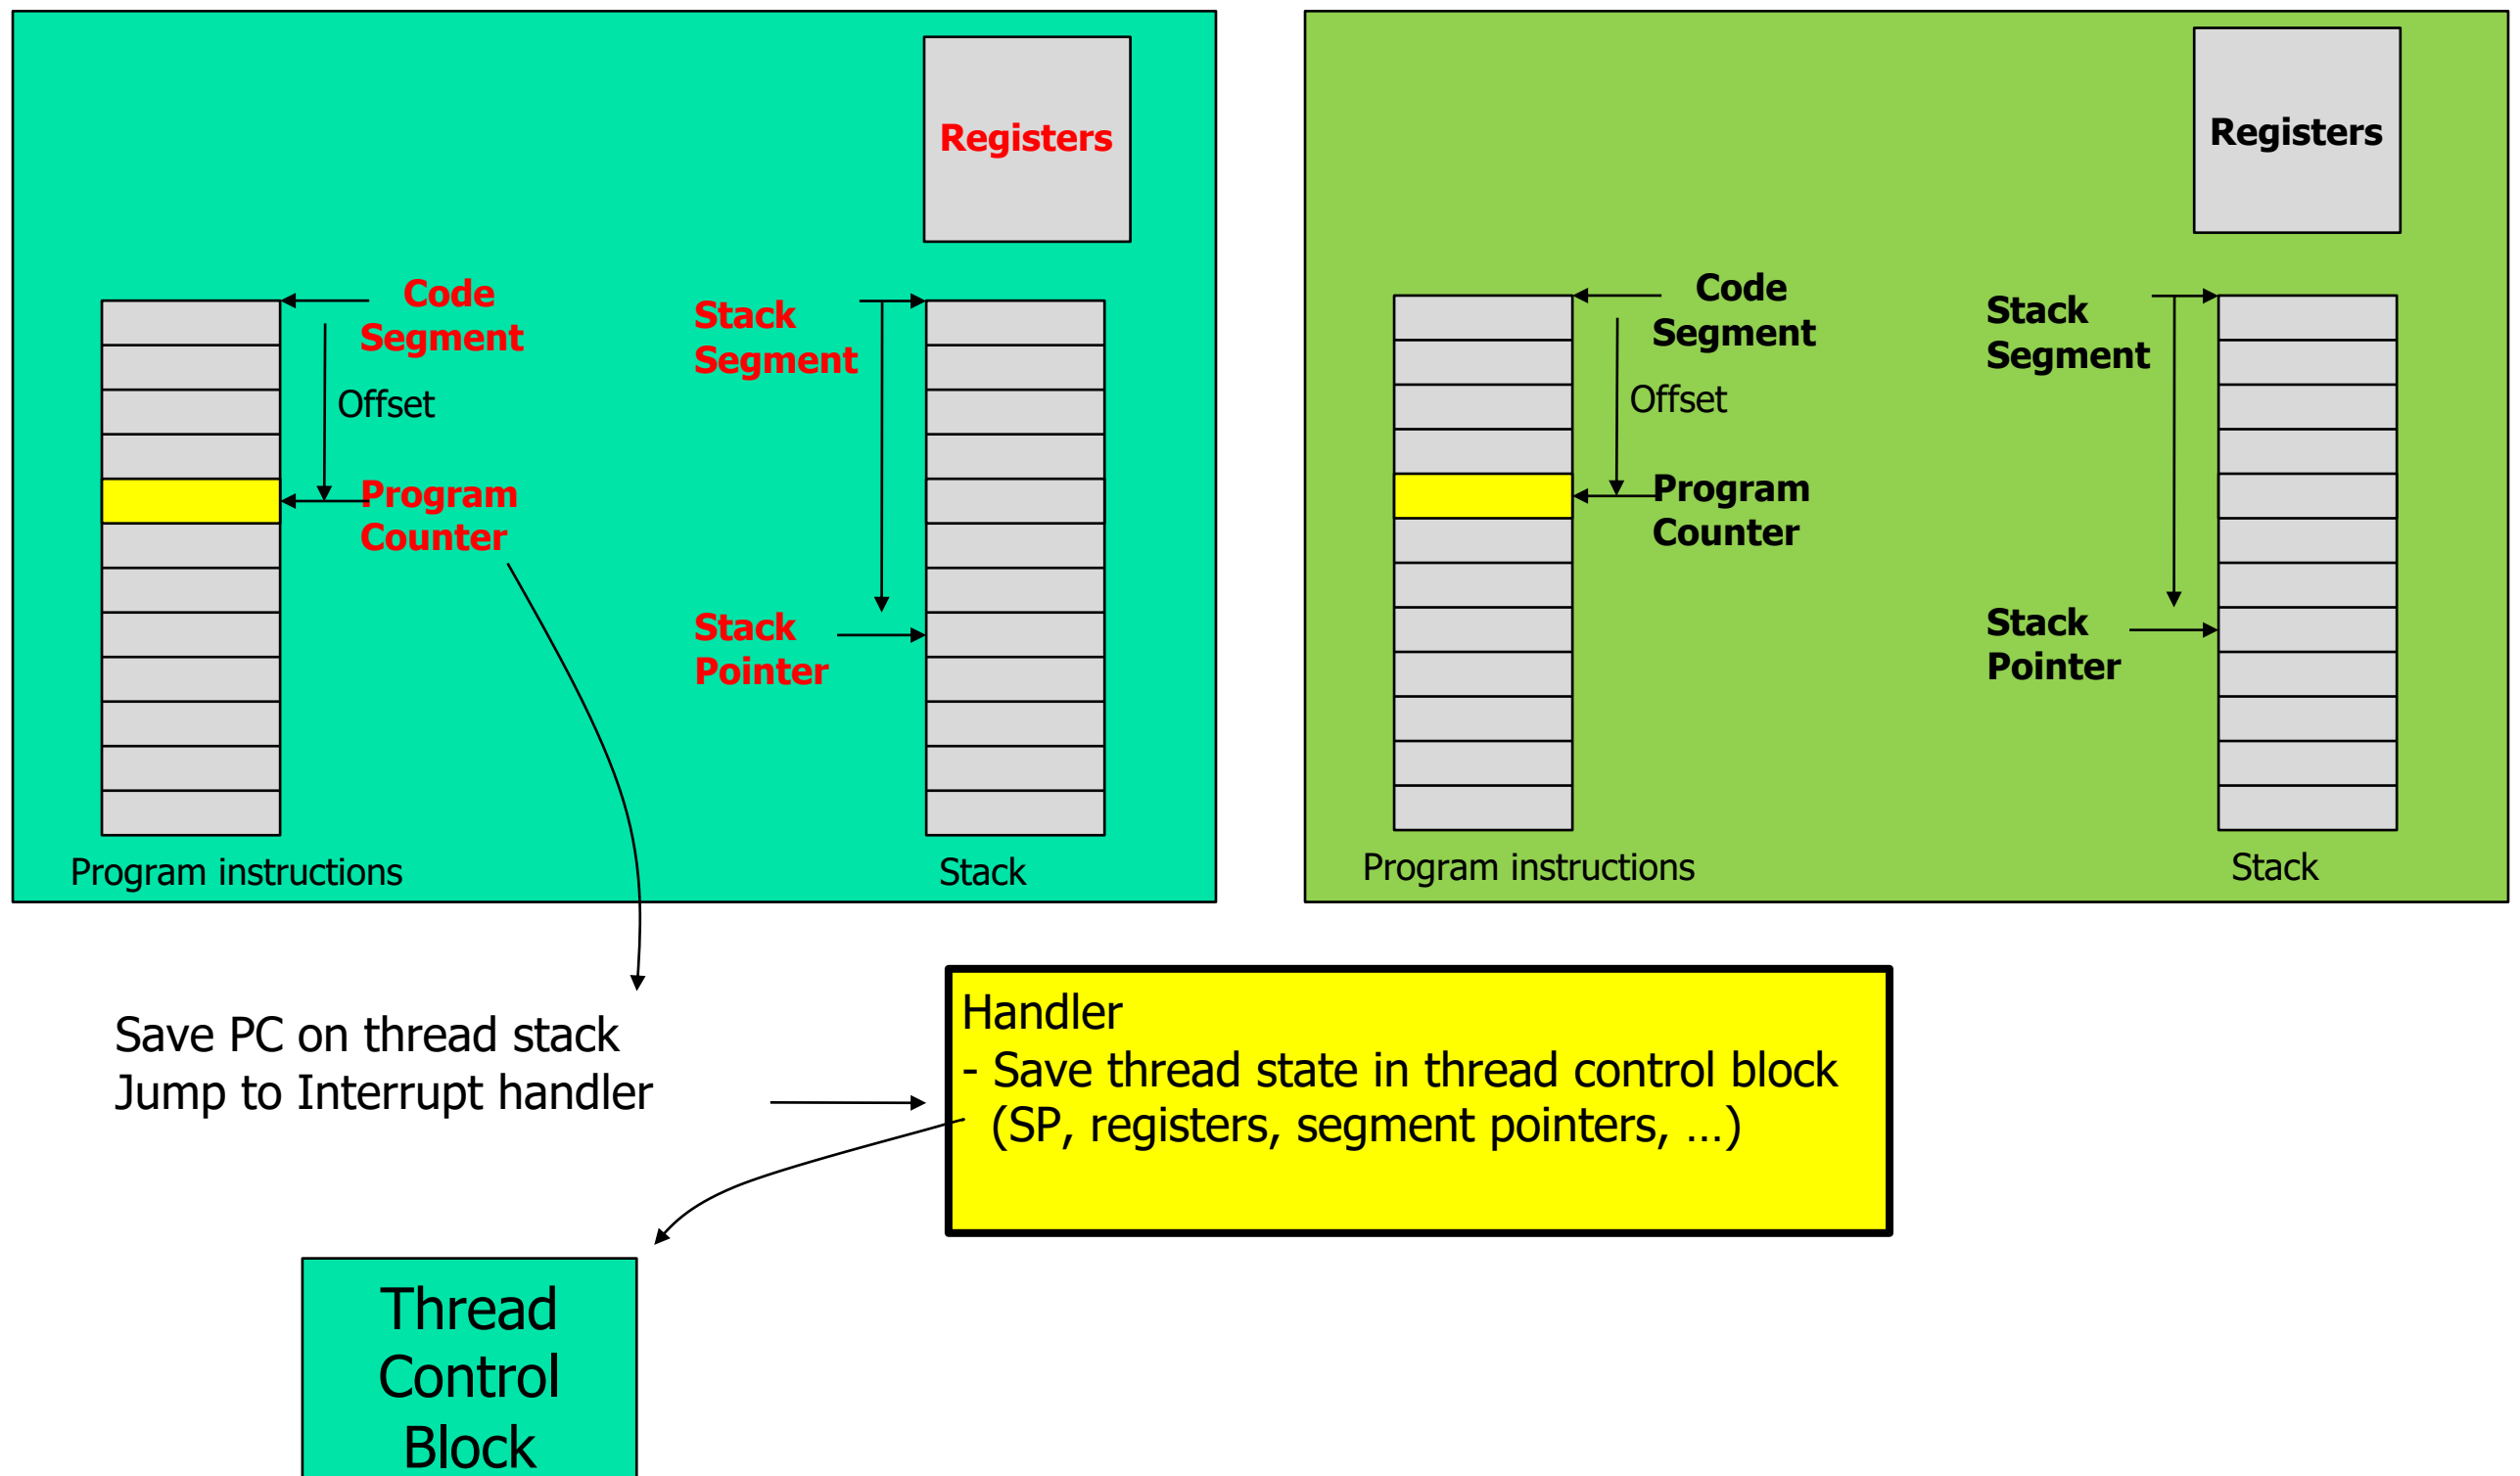 Registers
Code
Segment
Offset
Program
Counter
Stack
Segment
Stack
Pointer
Program instructions
Stack
Registers
Code
Segment
Offset
Program
Counter
Stack
Segment
Stack
Pointer
Program instructions
Stack
Save PC on thread stack
Jump to Interrupt handler
Handler
- Save thread state in thread control block
(SP, registers, segment pointers, …)
Thread
Control
Block